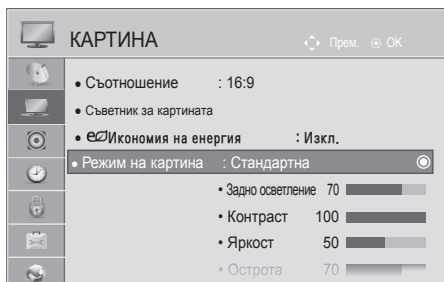 КАРТИНА Прем. OK
• Съотношение : 16:9
• Съветник за картината
• Икономия на енергия : Изкл.
• Режим на картина : Стандартна
• Задно осветление 70
• Контраст 100
• Яркост 50
• Острота 70